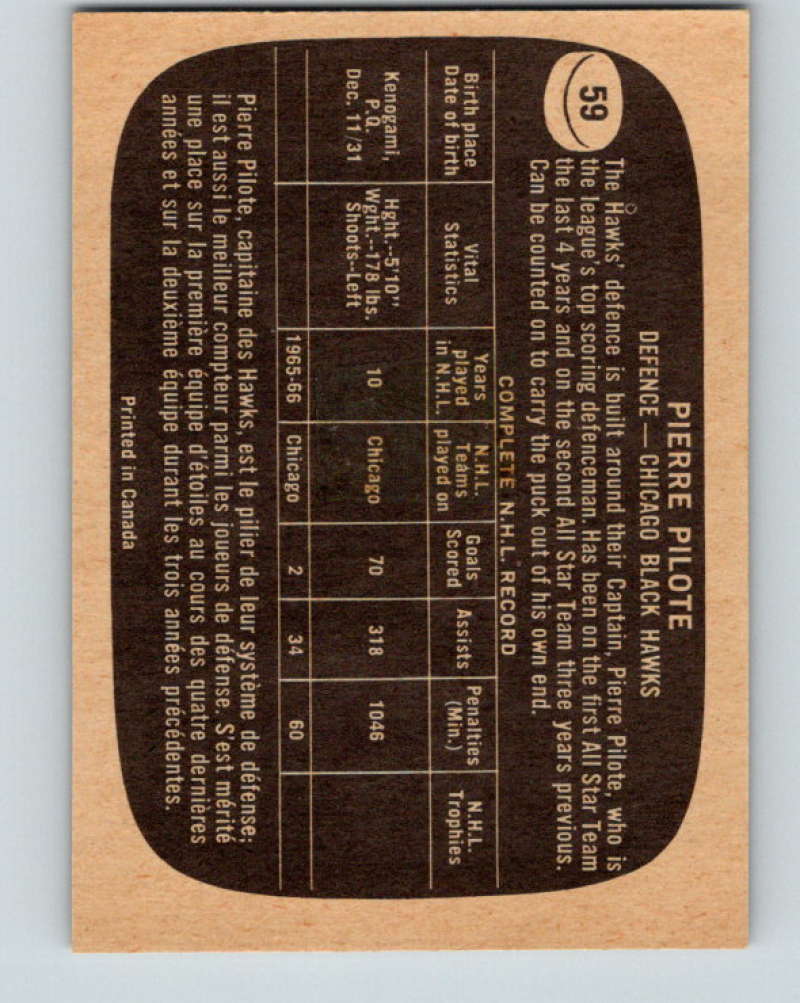 59
PIERRE PILOTE
DEFENCE — CHICAGO BLACK HAWKS
The Hawks' defence is built around their Captain, Pierre Pilote, who is
the league's top scoring defenceman. Has been on the first All Star Team
the last 4 years and on the second All Star Team three years previous.
Can be counted on to carry the puck out of his own end.
COMPLETE N.H.L. RECORD
Birth place Vital Years N.H.L. Goals Assists Penalties N.H.L.
Date of birth Statistics played Teams Scored (Min.) Trophies
in N.H.L. played on
Kenogami, Hght.--5'10"
P.Q. Wght.--178 lbs. 10 Chicago 70 318 1046
Dec. 11/31 Shoots--Left
1965-66 Chicago 2 34 60
Pierre Pilote, capitaine des Hawks, est le pilier de leur système de défense;
il est aussi le meilleur compteur parmi les joueurs de défense. S'est mérité
une place sur la première équipe d'étoiles au cours des quatre dernières
années et sur la deuxième équipe durant les trois années précédentes.
Printed in Canada